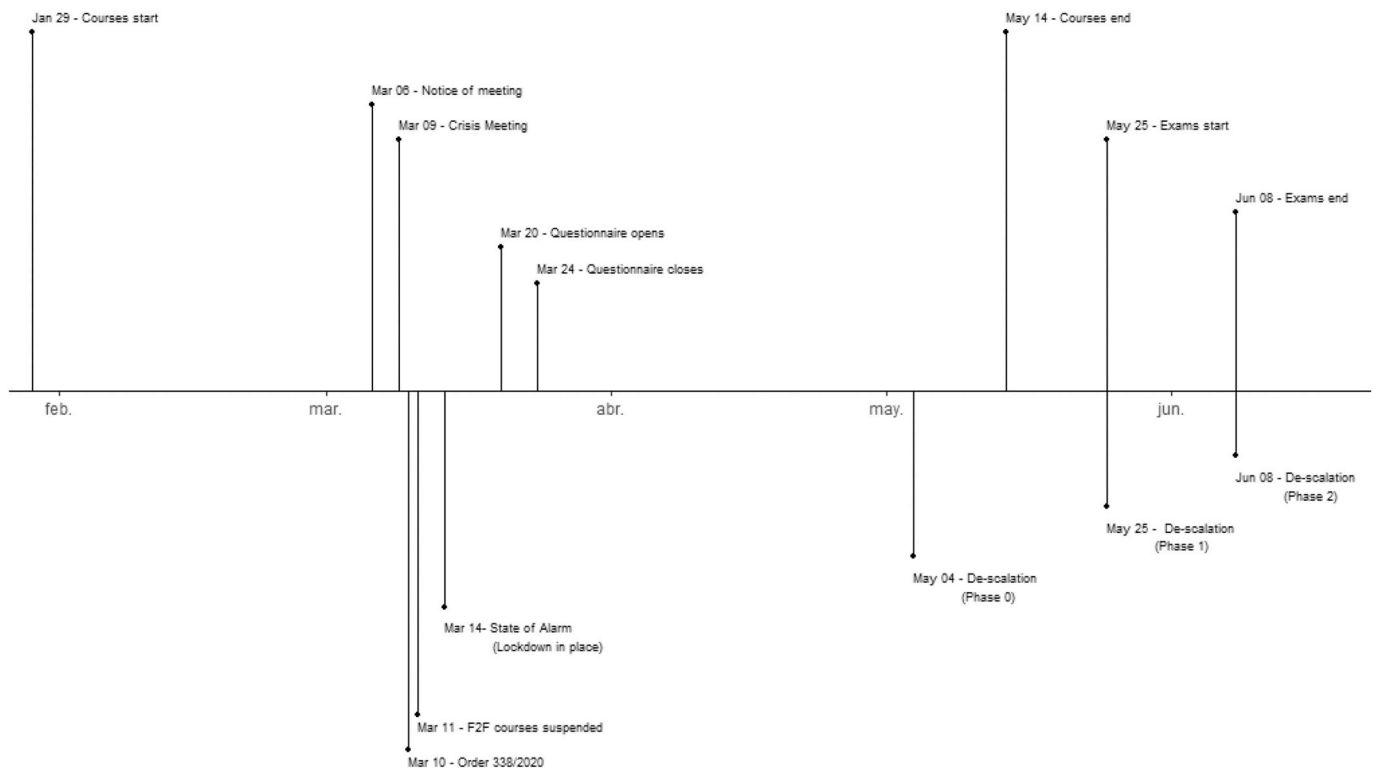 Jan 29 - Courses start
May 14 - Courses end
Mar 06 - Notice of meeting
Mar 09 - Crisis Meeting
May 25 - Exams start
Jun 08 - Exams end
Mar 20 - Questionnaire opens
Mar 24 - Questionnaire closes
feb.
mar.
abr.
may.
jun.
Jun 08 - De-scalation
(Phase 2)
May 25 -  De-scalation
(Phase 1)
May 04 - De-scalation
(Phase 0)
Mar 14- State of Alarm
(Lockdown in place)
Mar 11 - F2F courses suspended
Mar 10 - Order 338/2020